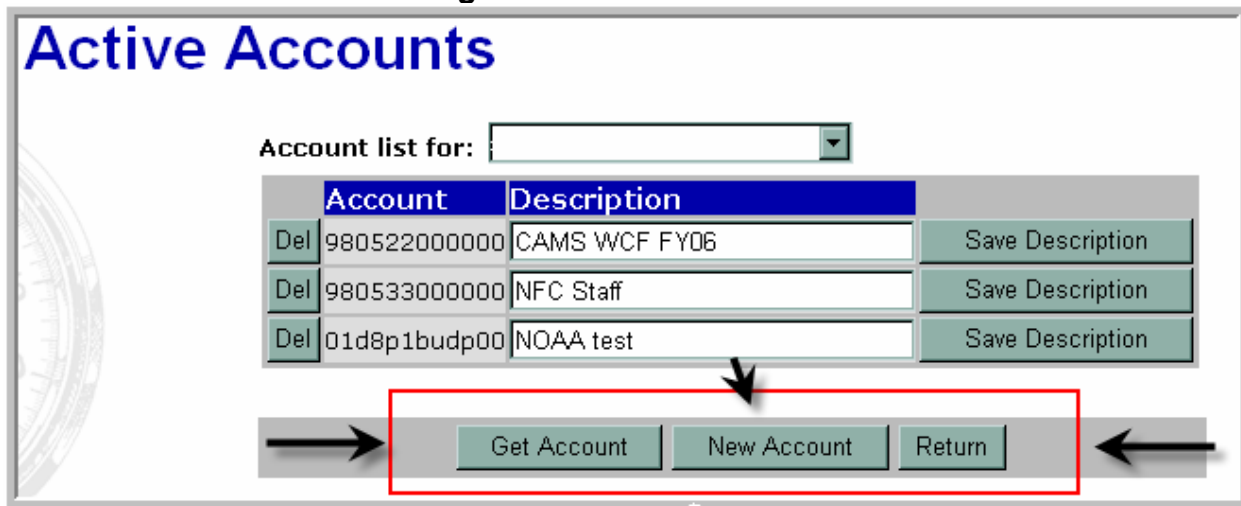 Active Accounts
Account list for:
Account Description
Del 980522000000 CAMS WCF FY06 Save Description
Del 980533000000 NFC Staff Save Description
Del 01d8p1budp00 NOAA test Save Description
Get Account New Account Return